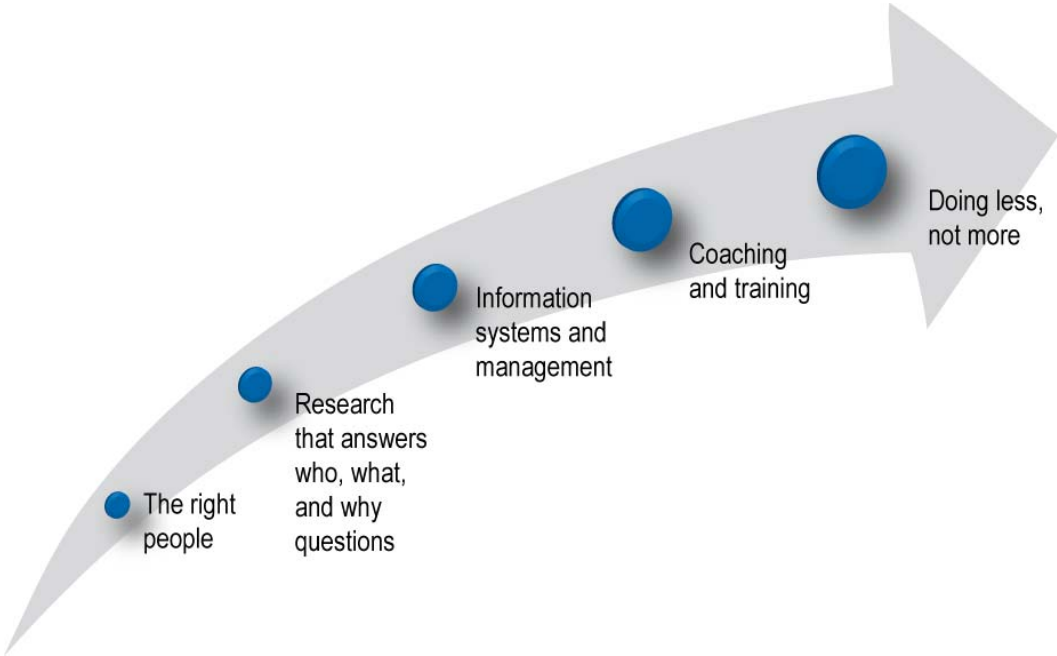 The right
people
Research
that answers
who, what,
and why
questions
Information
systems and
management
Coaching
and training
Doing less,
not more